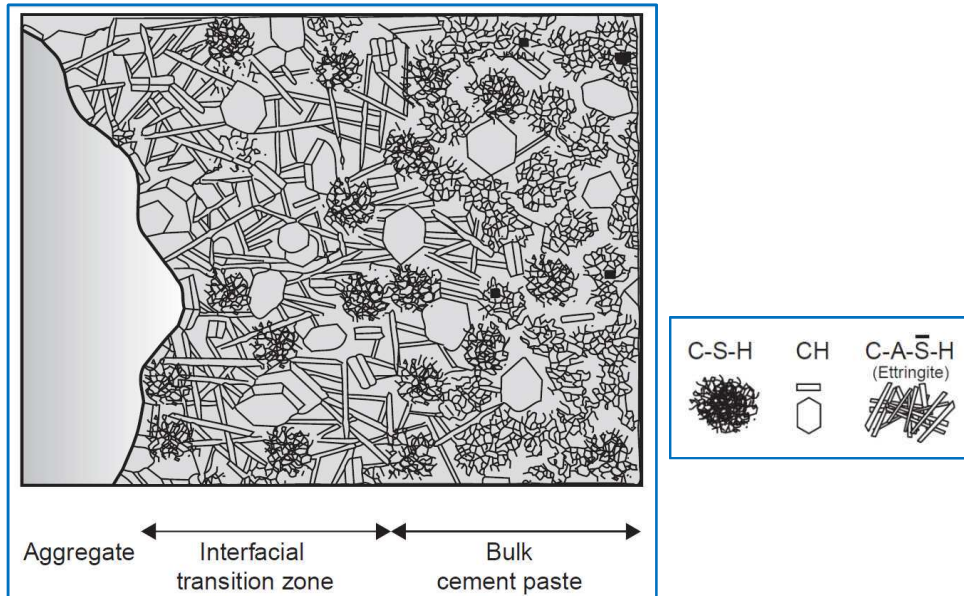 Aggregate
Interfacial
transition zone
Bulk
cement paste
C-S-H
CH
C-A-S̅-H
(Ettringite)